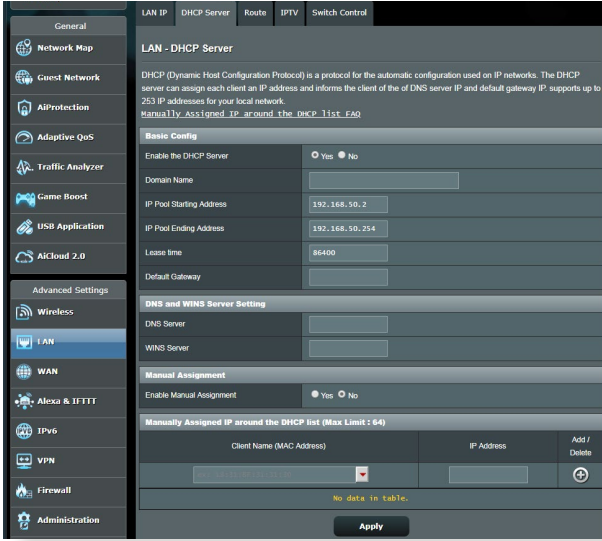 LAN IP DHCP Server Route IPTV Switch Control
General
Network Map
Guest Network
AiProtection
Adaptive QoS
Traffic Analyzer
Game Boost
USB Application
AiCloud 2.0
Advanced Settings
Wireless
LAN
WAN
Alexa & IFTTT
IPv6
VPN
Firewall
Administration
LAN - DHCP Server
DHCP (Dynamic Host Configuration Protocol) is a protocol for the automatic configuration used on IP networks. The DHCP
server can assign each client an IP address and informs the client of the of DNS server IP and default gateway IP. supports up to
253 IP addresses for your local network.
Manually Assigned IP around the DHCP list FAQ
Basic Config
Enable the DHCP Server Yes No
Domain Name
IP Pool Starting Address 192.168.50.2
IP Pool Ending Address 192.168.50.254
Lease time 86400
Default Gateway
DNS and WINS Server Setting
DNS Server
WINS Server
Manual Assignment
Enable Manual Assignment Yes No
Manually Assigned IP around the DHCP list (Max Limit : 64)
Client Name (MAC Address) IP Address Add /
Delete
No data in table.
Apply